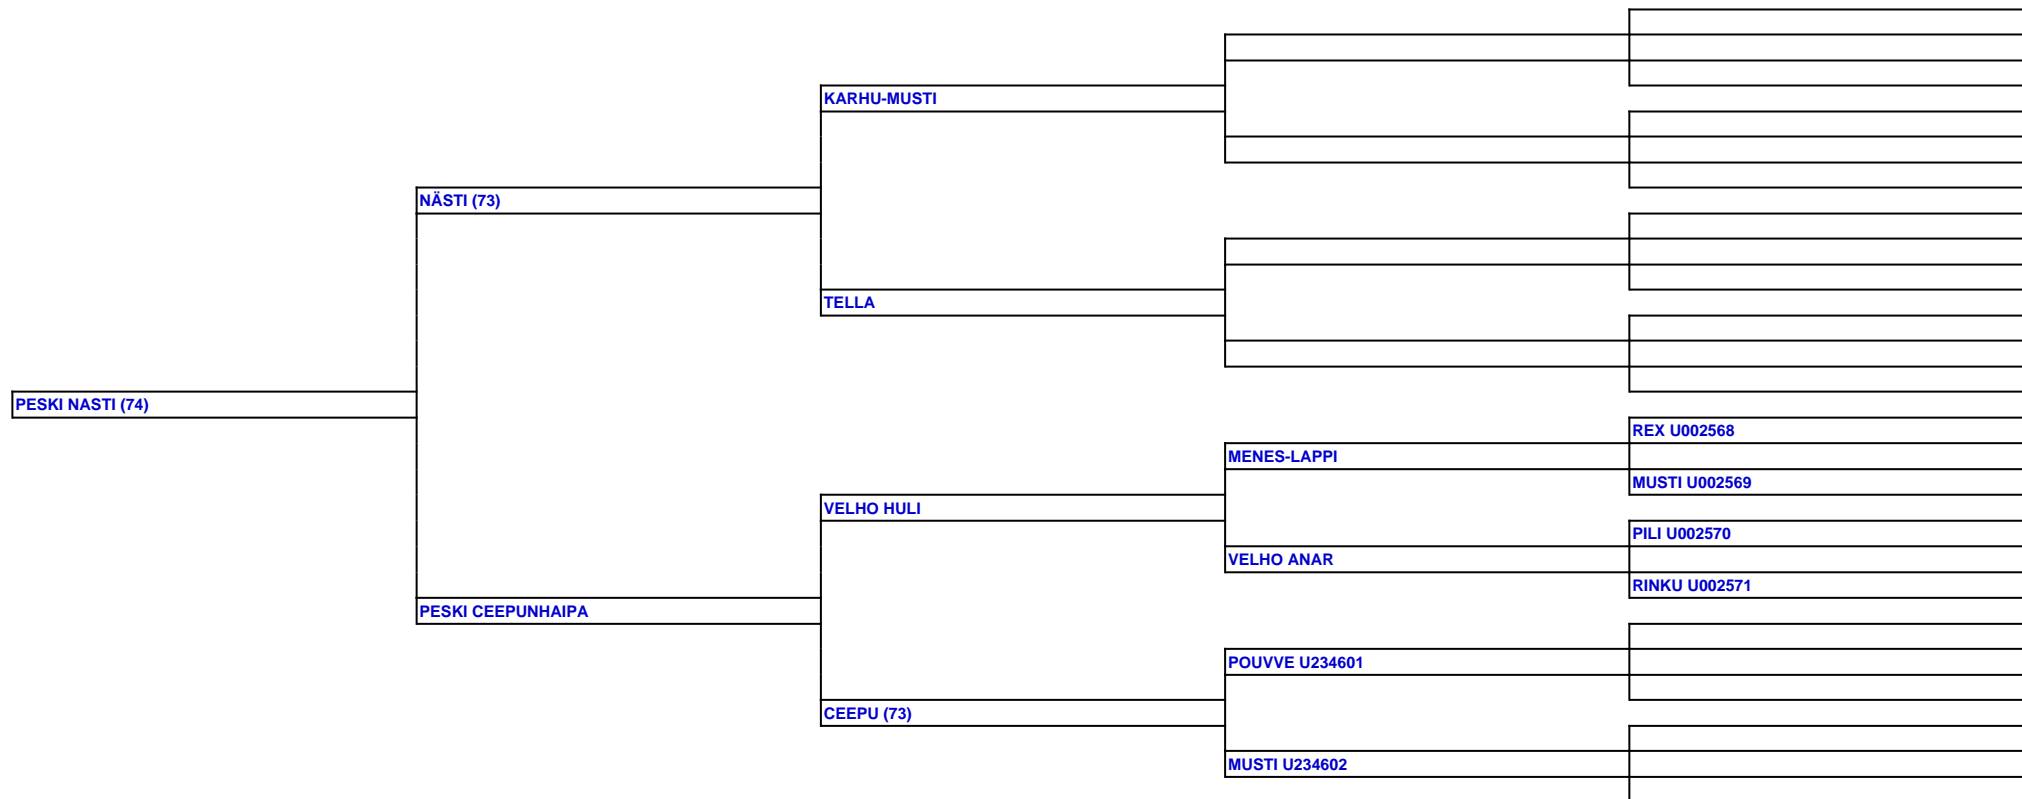 KARHU-MUSTI
NÄSTI (73)
TELLA
PESKI NASTI (74)
REX U002568
MENES-LAPPI
MUSTI U002569
VELHO HULI
PILI U002570
VELHO ANAR
RINKU U002571
PESKI CEEPUNHAIPA
POUVVE U234601
CEEPU (73)
MUSTI U234602